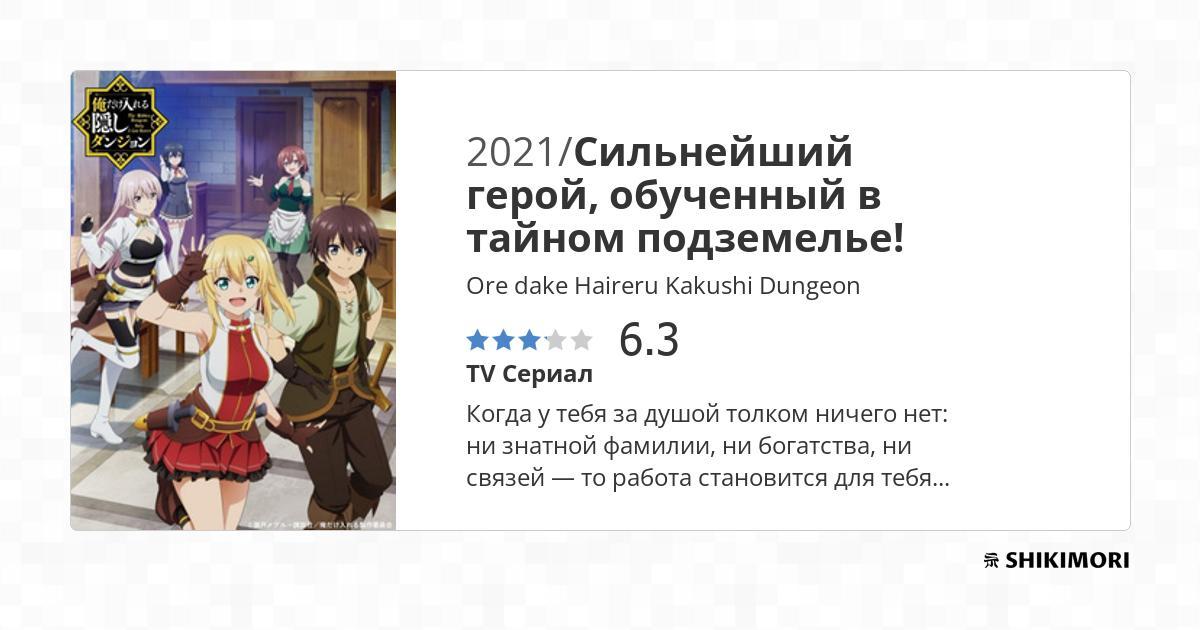 俺だけ入れる
隠し
ダンジョン
2021/Сильнейший
герой, обученный в
тайном подземелье!
Ore dake Haireru Kakushi Dungeon
6.3
TV Сериал
Когда у тебя за душой толком ничего нет:
ни знатной фамилии, ни богатства, ни
связей — то работа становится для тебя...
SHIKIMORI